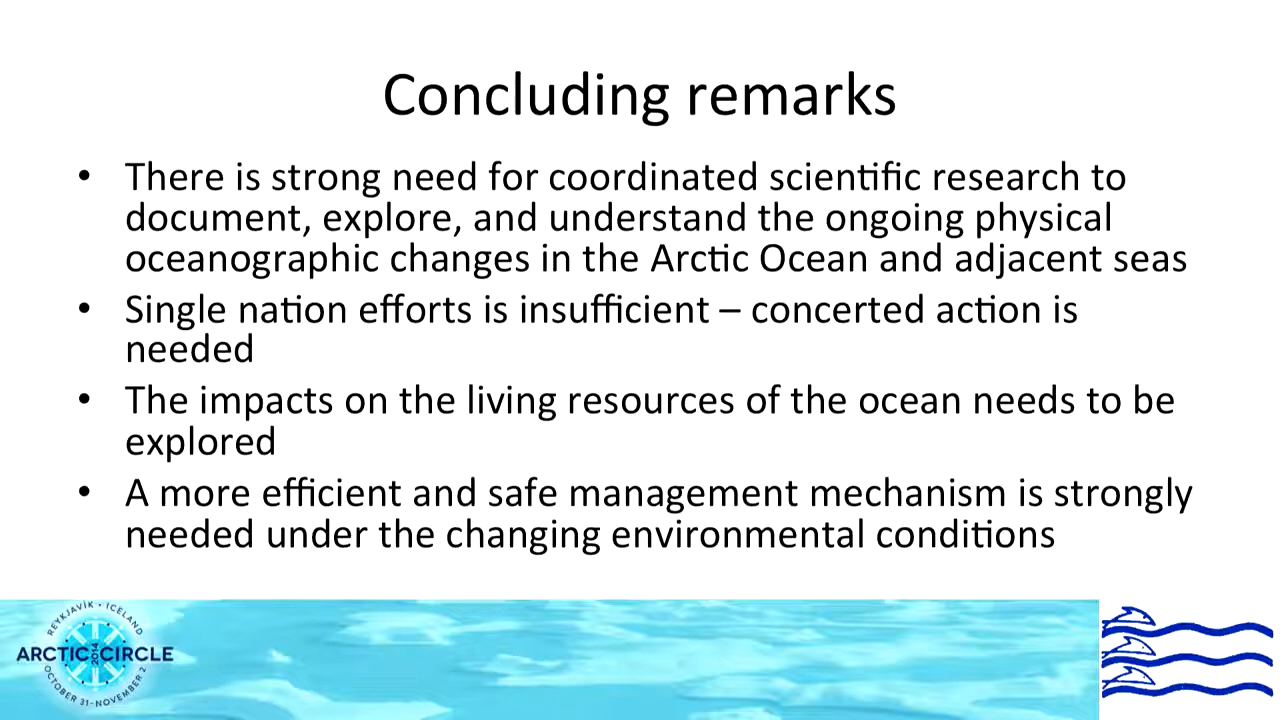 Concluding remarks
• There is strong need for coordinated scientific research to
document, explore, and understand the ongoing physical
oceanographic changes in the Arctic Ocean and adjacent seas
• Single nation efforts is insufficient – concerted action is
needed
• The impacts on the living resources of the ocean needs to be
explored
• A more efficient and safe management mechanism is strongly
needed under the changing environmental conditions
REYKJAVÍK • ICELAND
ARCTIC 2014 CIRCLE
OCTOBER 31-NOVEMBER 2